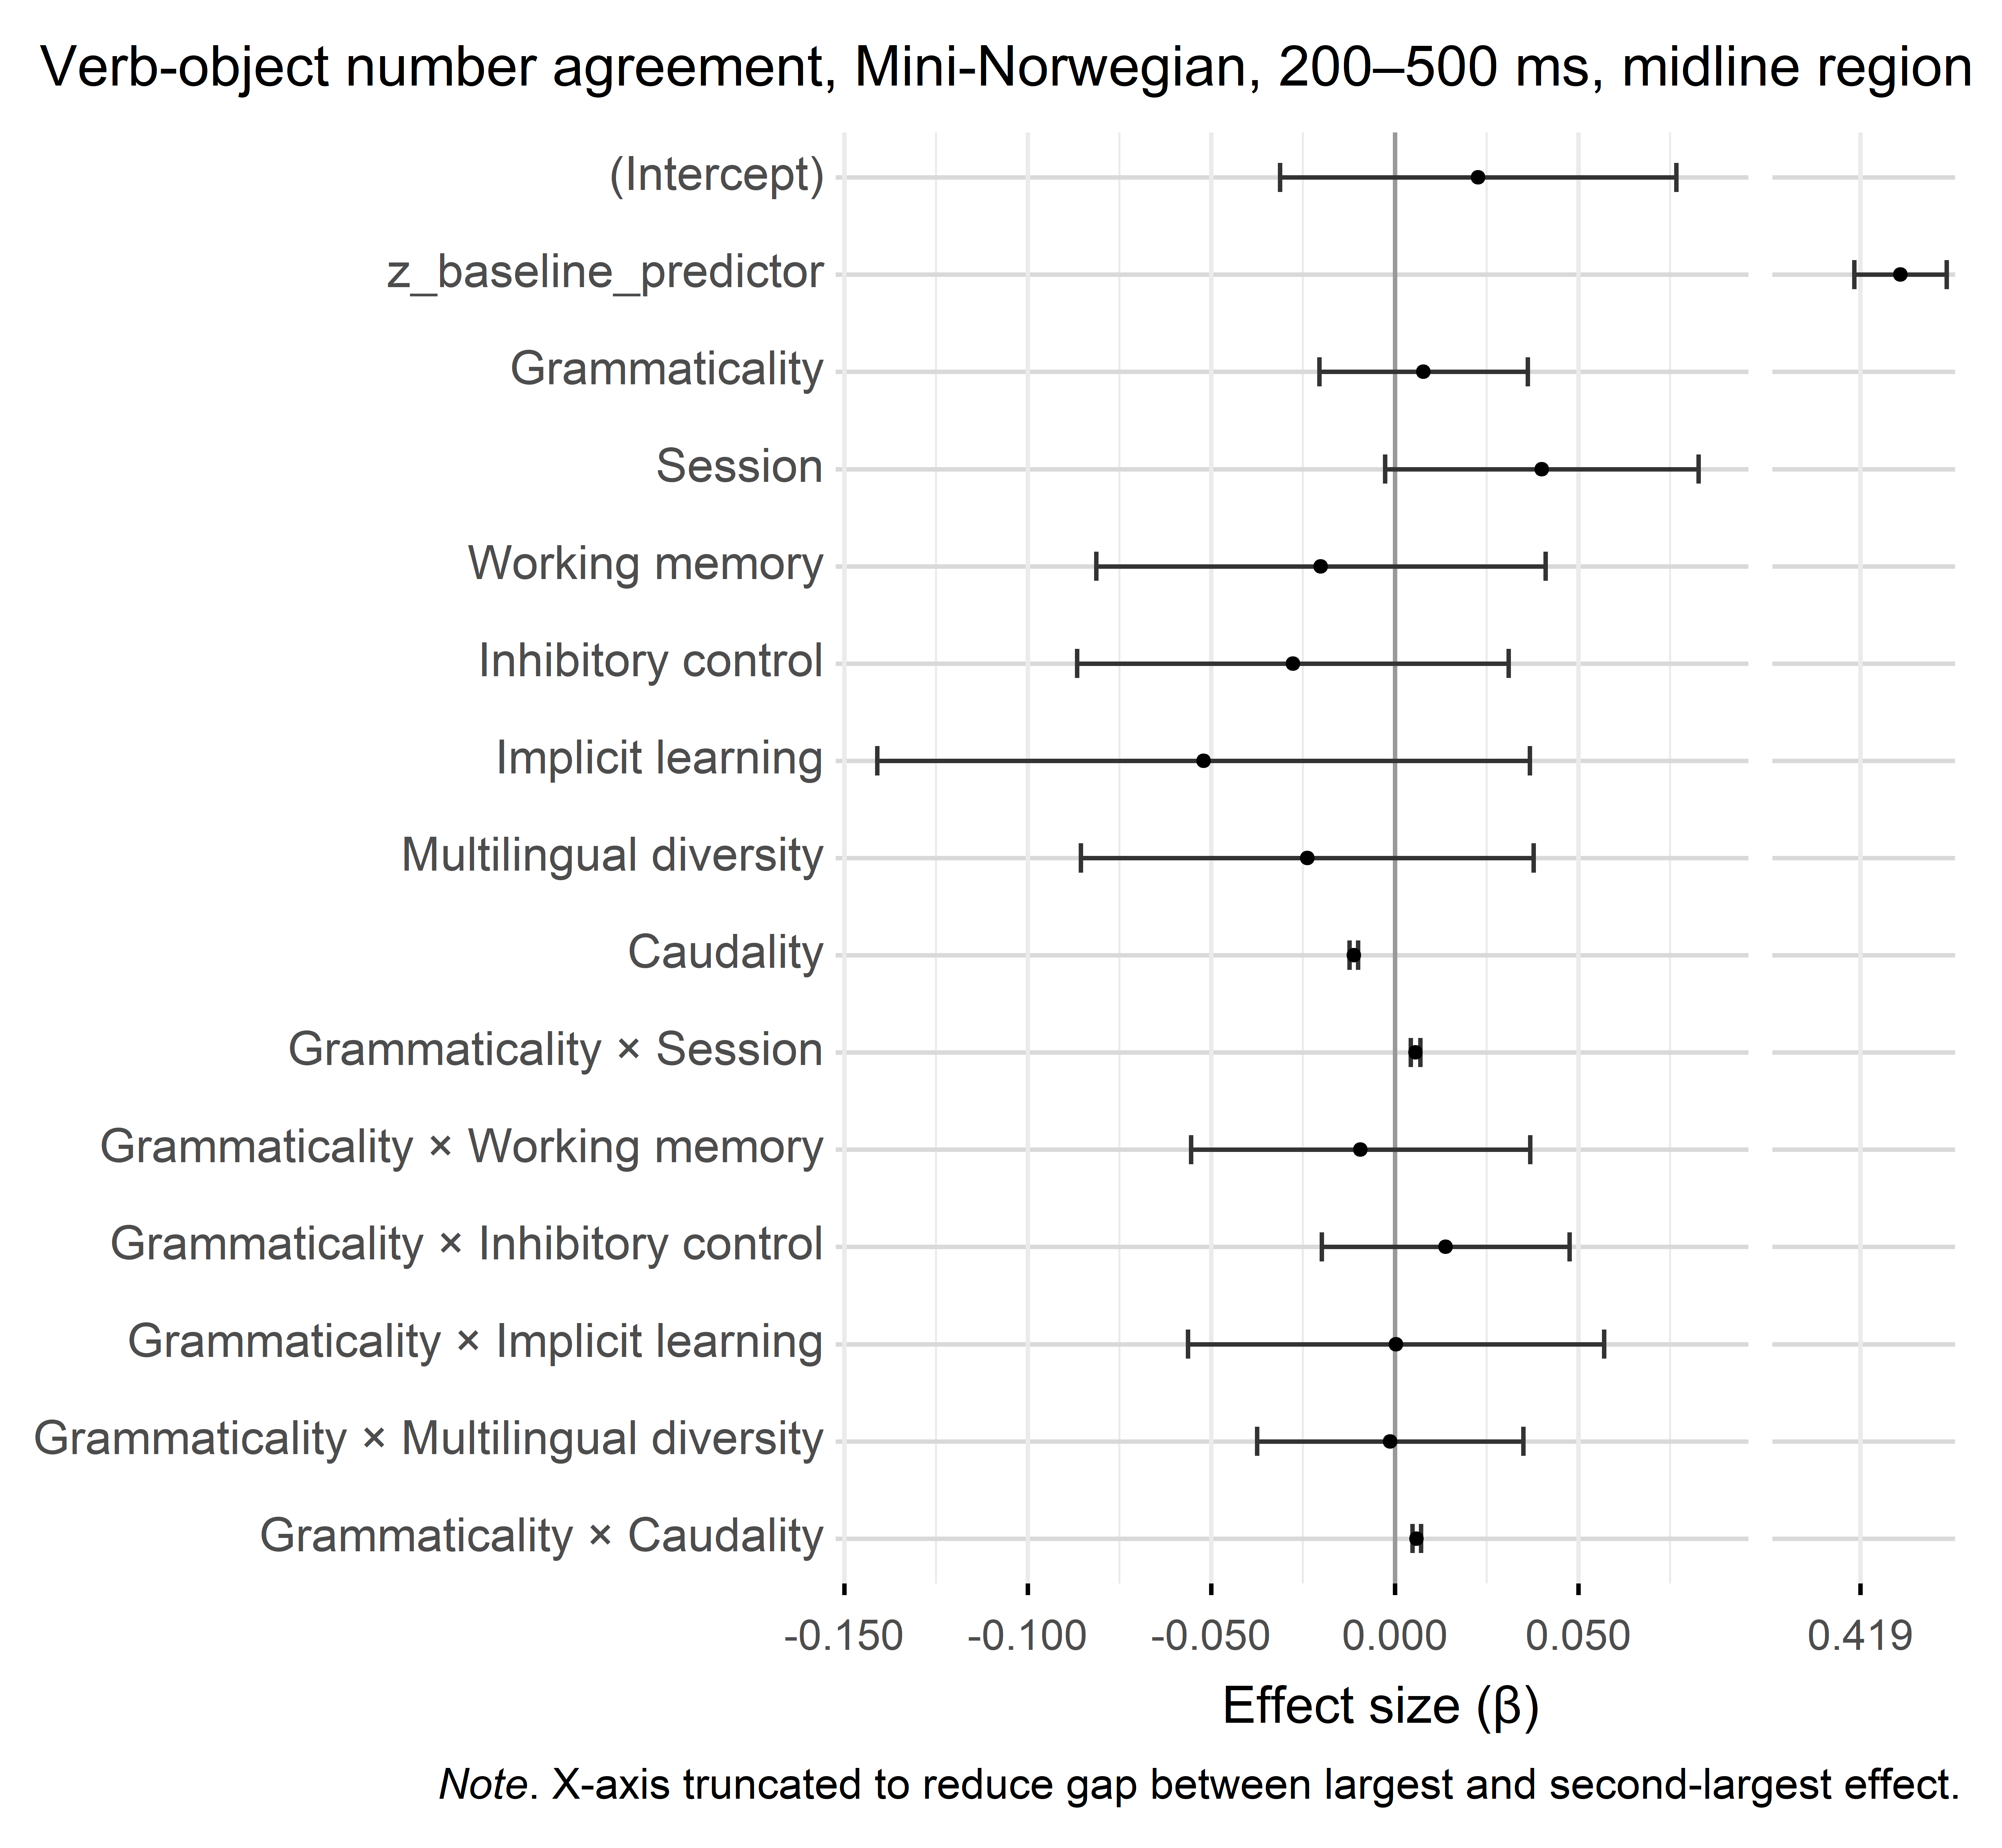 Verb-object number agreement, Mini-Norwegian, 200–500 ms, midline region
(Intercept)
z_baseline_predictor
Grammaticality
Session
Working memory
Inhibitory control
Implicit learning
Multilingual diversity
Caudality
Grammaticality × Session
Grammaticality × Working memory
Grammaticality × Inhibitory control
Grammaticality × Implicit learning
Grammaticality × Multilingual diversity
Grammaticality × Caudality
-0.150 -0.100 -0.050 0.000 0.050 0.419
Effect size (β)
Note. X-axis truncated to reduce gap between largest and second-largest effect.